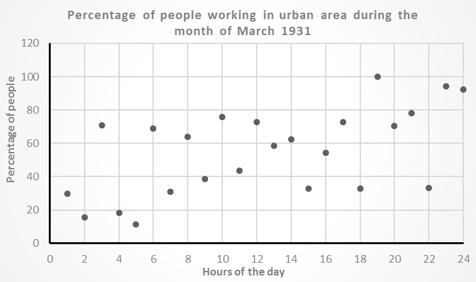 Percentage of people working in urban area during the
month of March 1931
120
100
80
60
40
20
0
Percentage of people
0 2 4 6 8 10 12 14 16 18 20 22 24
Hours of the day